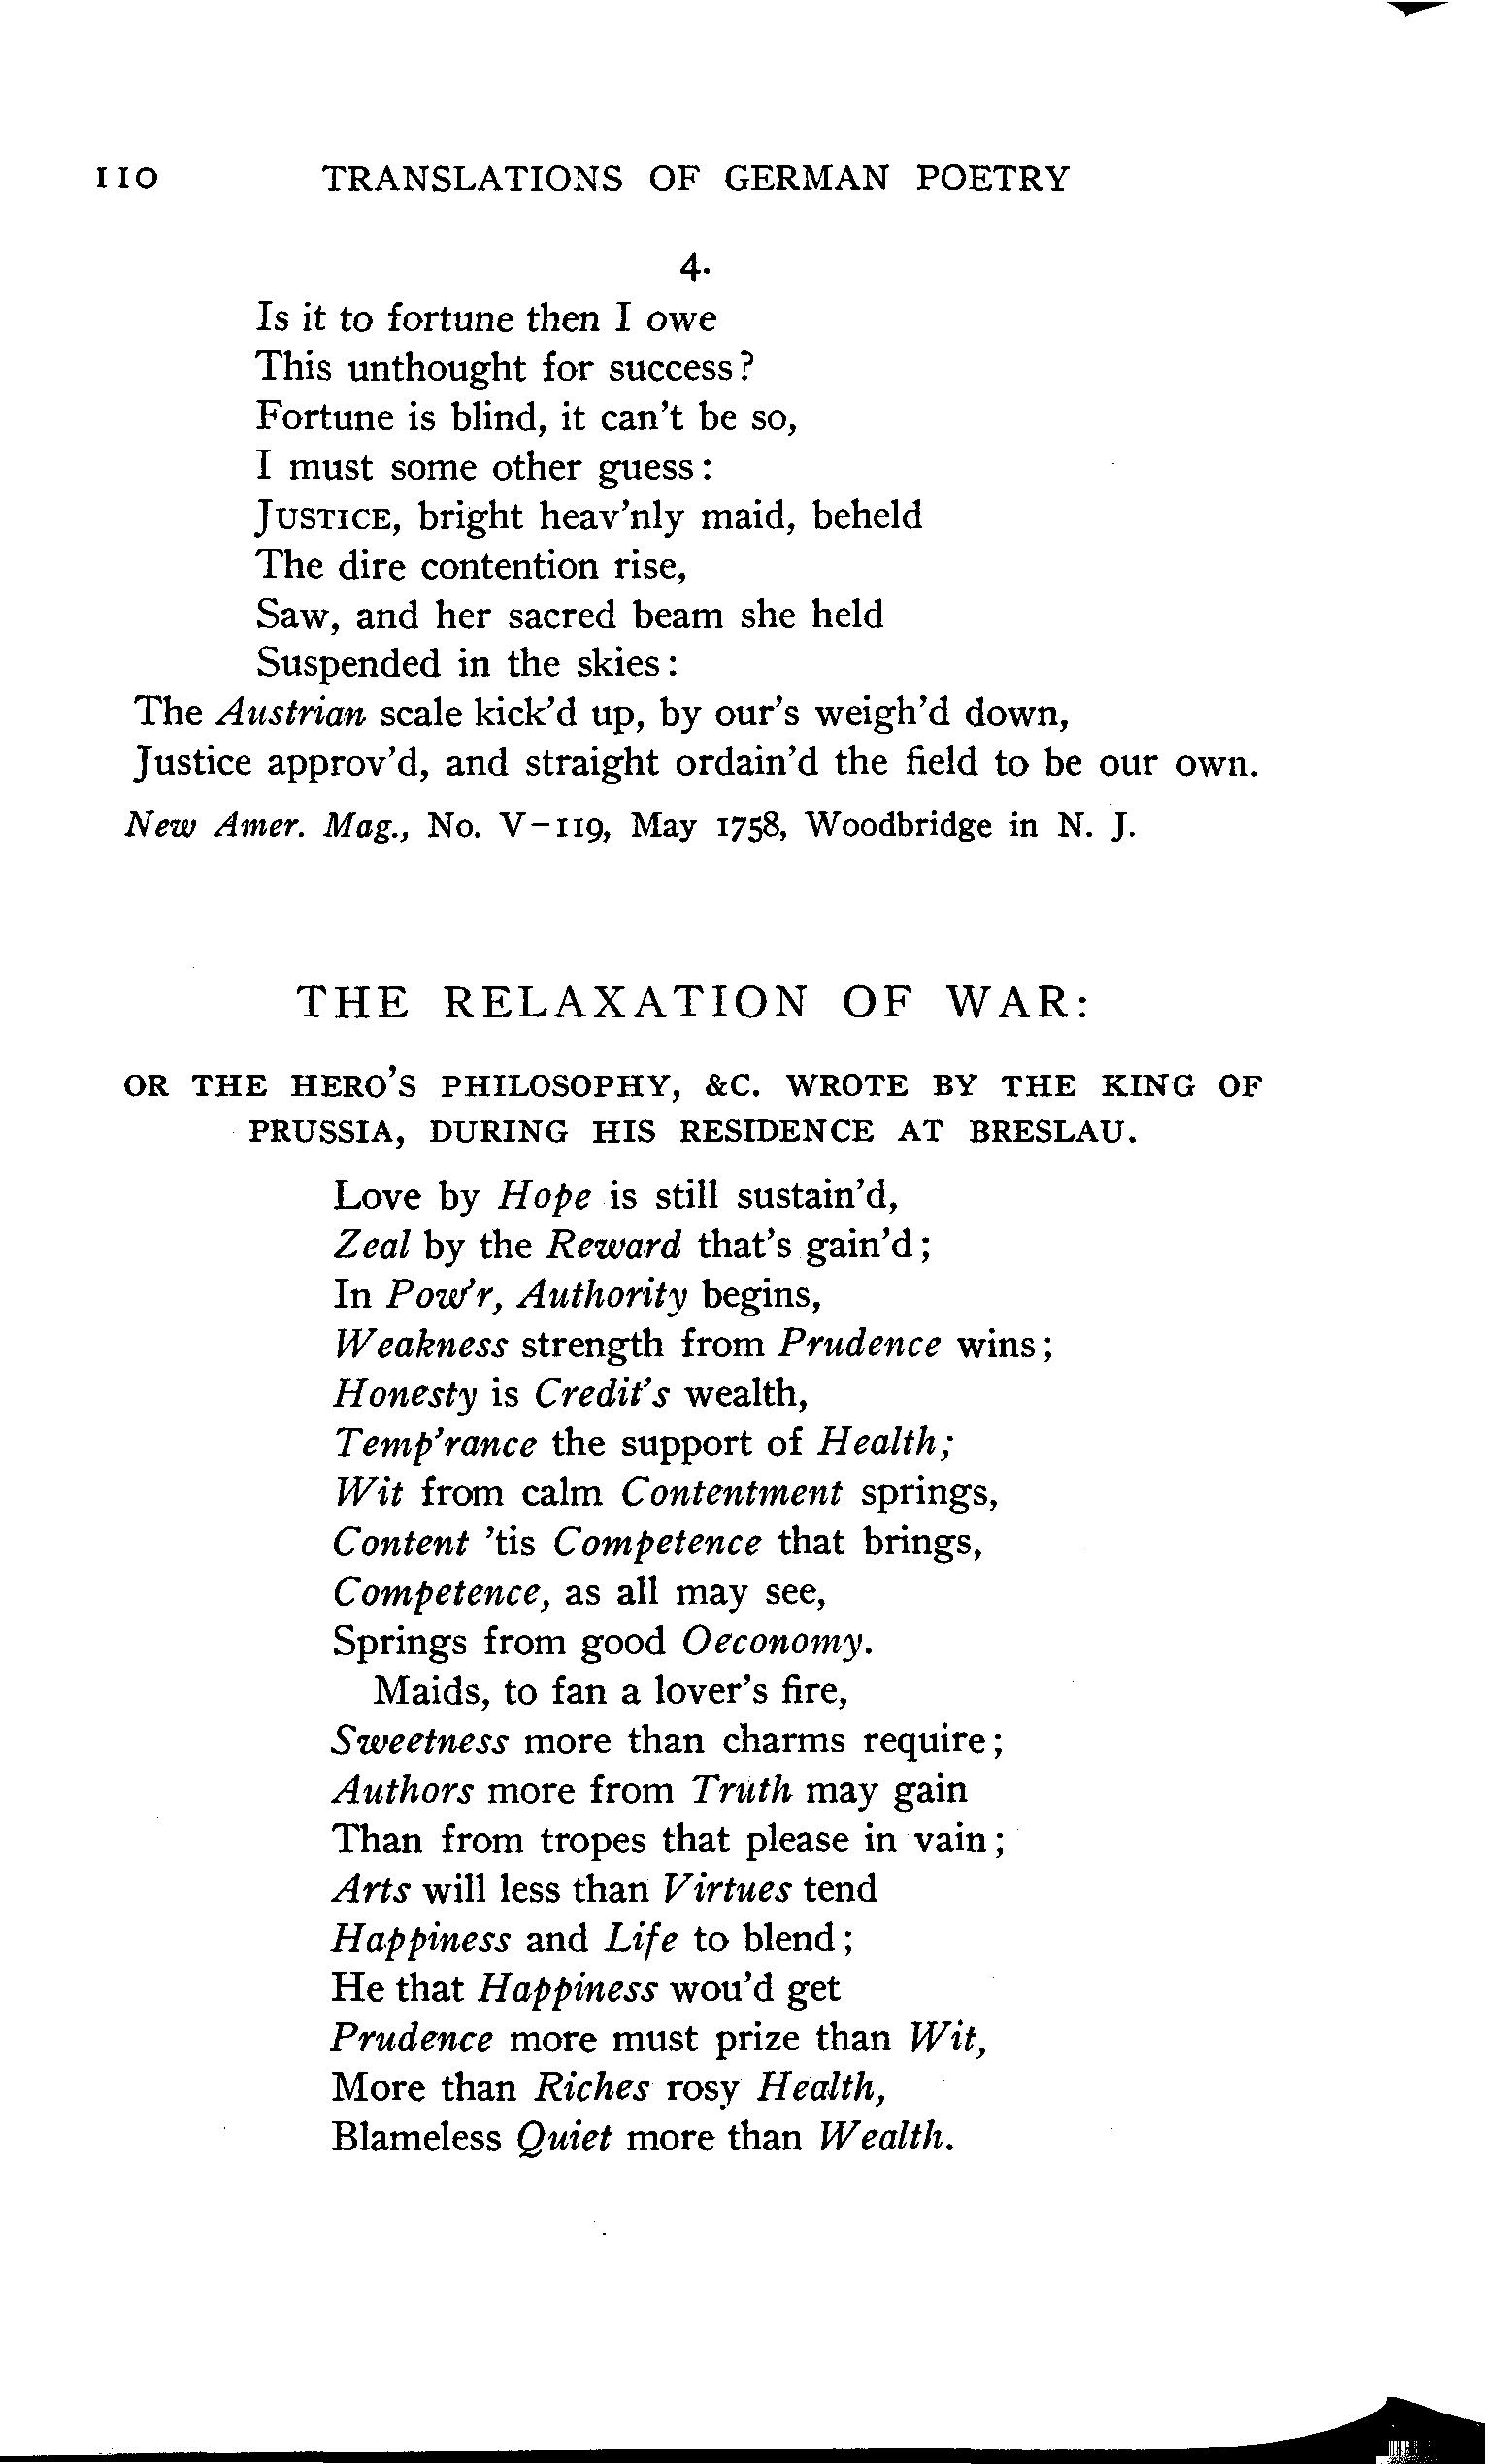 110 TRANSLATIONS OF GERMAN POETRY
4.
Is it to fortune then I owe
This unthought for success?
Fortune is blind, it can't be so,
I must some other guess:
JUSTICE, bright heav'nly maid, beheld
The dire contention rise,
Saw, and her sacred beam she held
Suspended in the skies:
The Austrian scale kick'd up, by our's weigh'd down,
Justice approv'd, and straight ordain'd the field to be our own.
New Amer. Mag., No. V-119, May 1758, Woodbridge in N. J.
THE RELAXATION OF WAR:
OR THE HERO'S PHILOSOPHY, &C. WROTE BY THE KING OF
PRUSSIA, DURING HIS RESIDENCE AT BRESLAU.
Love by Hope is still sustain'd,
Zeal by the Reward that's gain'd;
In Pow'r, Authority begins,
Weakness strength from Prudence wins;
Honesty is Credit's wealth,
Temp'rance the support of Health;
Wit from calm Contentment springs,
Content 'tis Competence that brings,
Competence, as all may see,
Springs from good Oeconomy.
Maids, to fan a lover's fire,
Sweetness more than charms require;
Authors more from Truth may gain
Than from tropes that please in vain;
Arts will less than Virtues tend
Happiness and Life to blend;
He that Happiness wou'd get
Prudence more must prize than Wit,
More than Riches rosy Health,
Blameless Quiet more than Wealth.